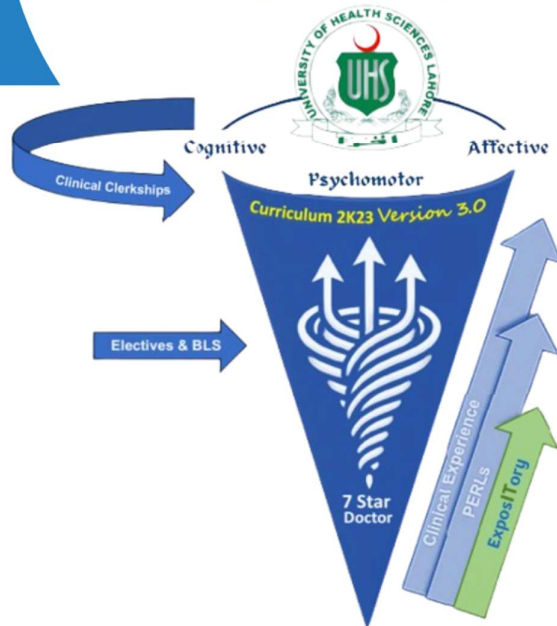 UNIVERSITY OF HEALTH SCIENCES LAHORE
UHS
Cognitive
Affective
Psychomotor
Clinical Clerkships
Curriculum 2K23 Version 3.0
Electives & BLS
7 Star
Doctor
Clinical Experience
PERLs
ExposITory